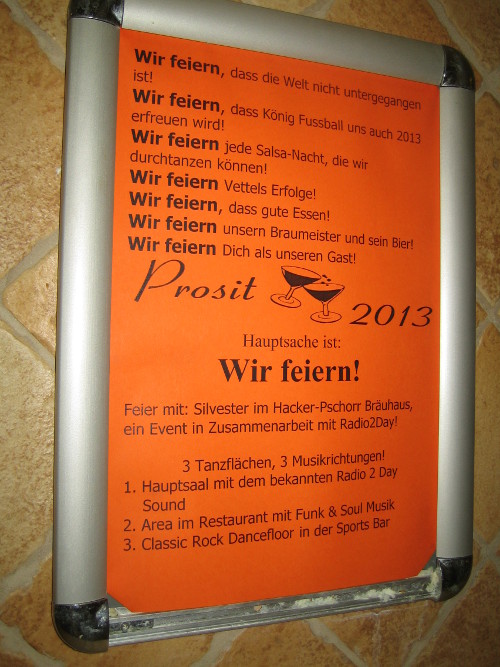 Wir feiern, dass die Welt nicht untergegangen
ist!
Wir feiern, dass König Fussball uns auch 2013
erfreuen wird!
Wir feiern jede Salsa-Nacht, die wir
durchtanzen können!
Wir feiern Vettels Erfolge!
Wir feiern, dass gute Essen!
Wir feiern unsern Braumeister und sein Bier!
Wir feiern Dich als unseren Gast!
Prosit 2013
Hauptsache ist:
Wir feiern!
Feier mit: Silvester im Hacker-Pschorr Bräuhaus,
ein Event in Zusammenarbeit mit Radio2Day!
3 Tanzflächen, 3 Musikrichtungen!
1. Hauptsaal mit dem bekannten Radio 2 Day
Sound
2. Area im Restaurant mit Funk & Soul Musik
3. Classic Rock Dancefloor in der Sports Bar